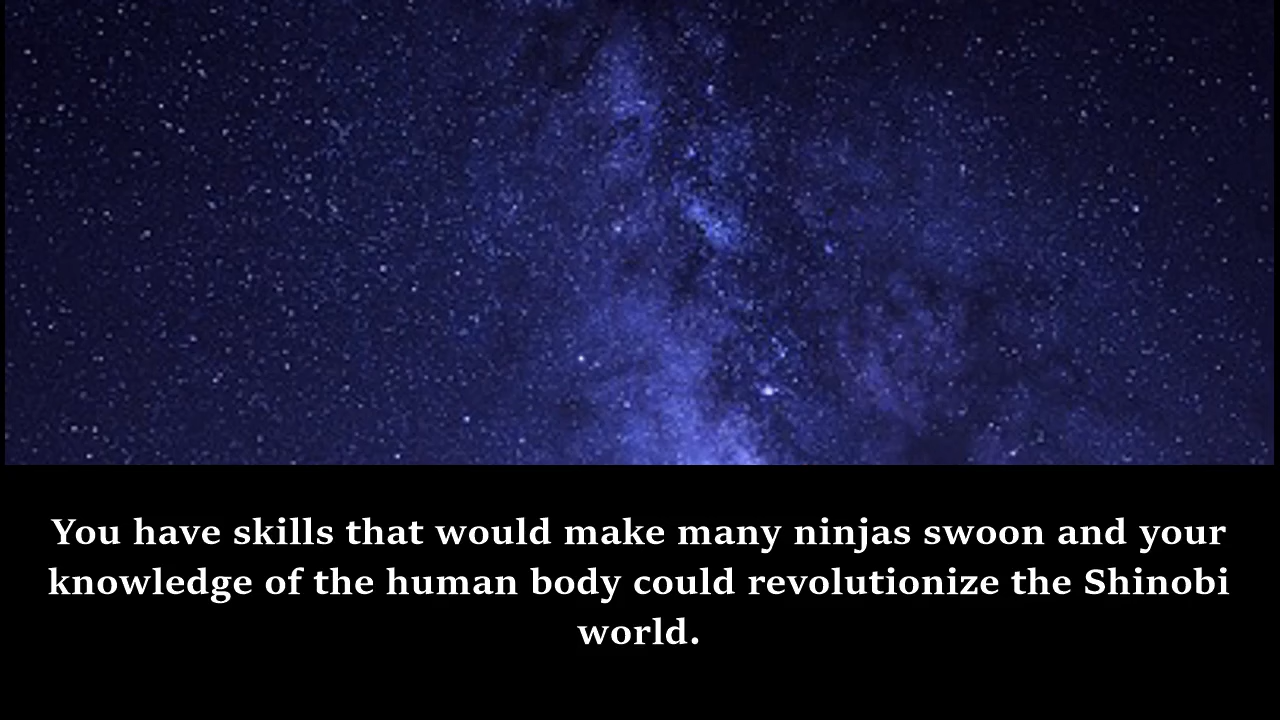 You have skills that would make many ninjas swoon and your
knowledge of the human body could revolutionize the Shinobi
world.